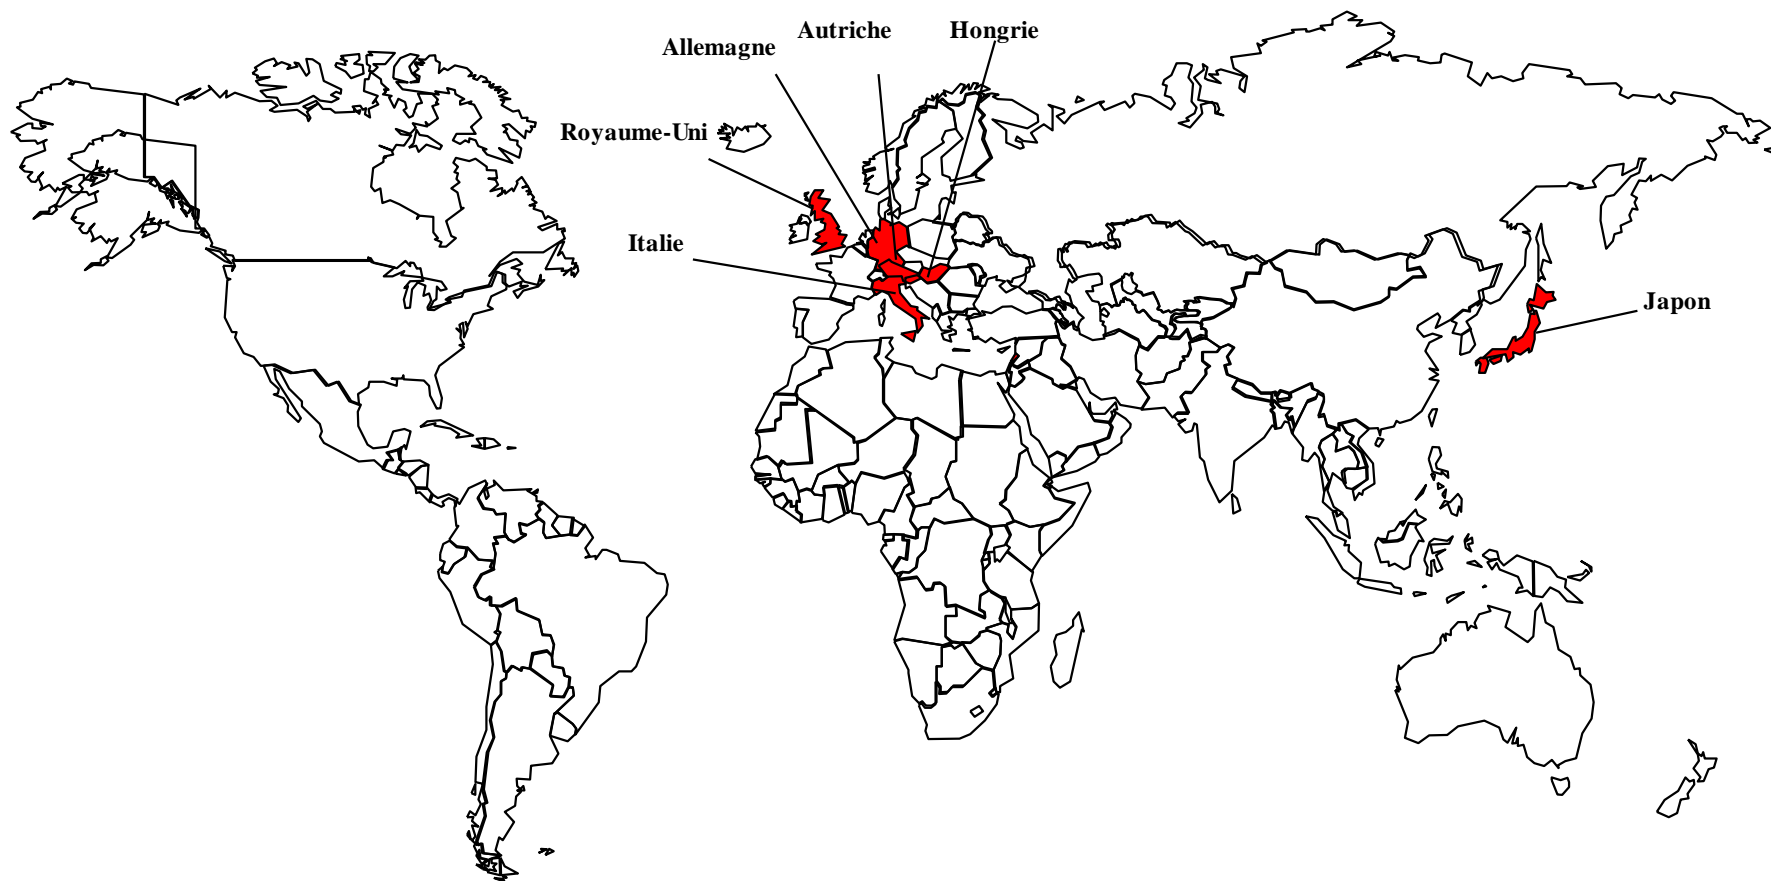 Autriche
Hongrie
Allemagne
Royaume-Uni
Italie
Japon